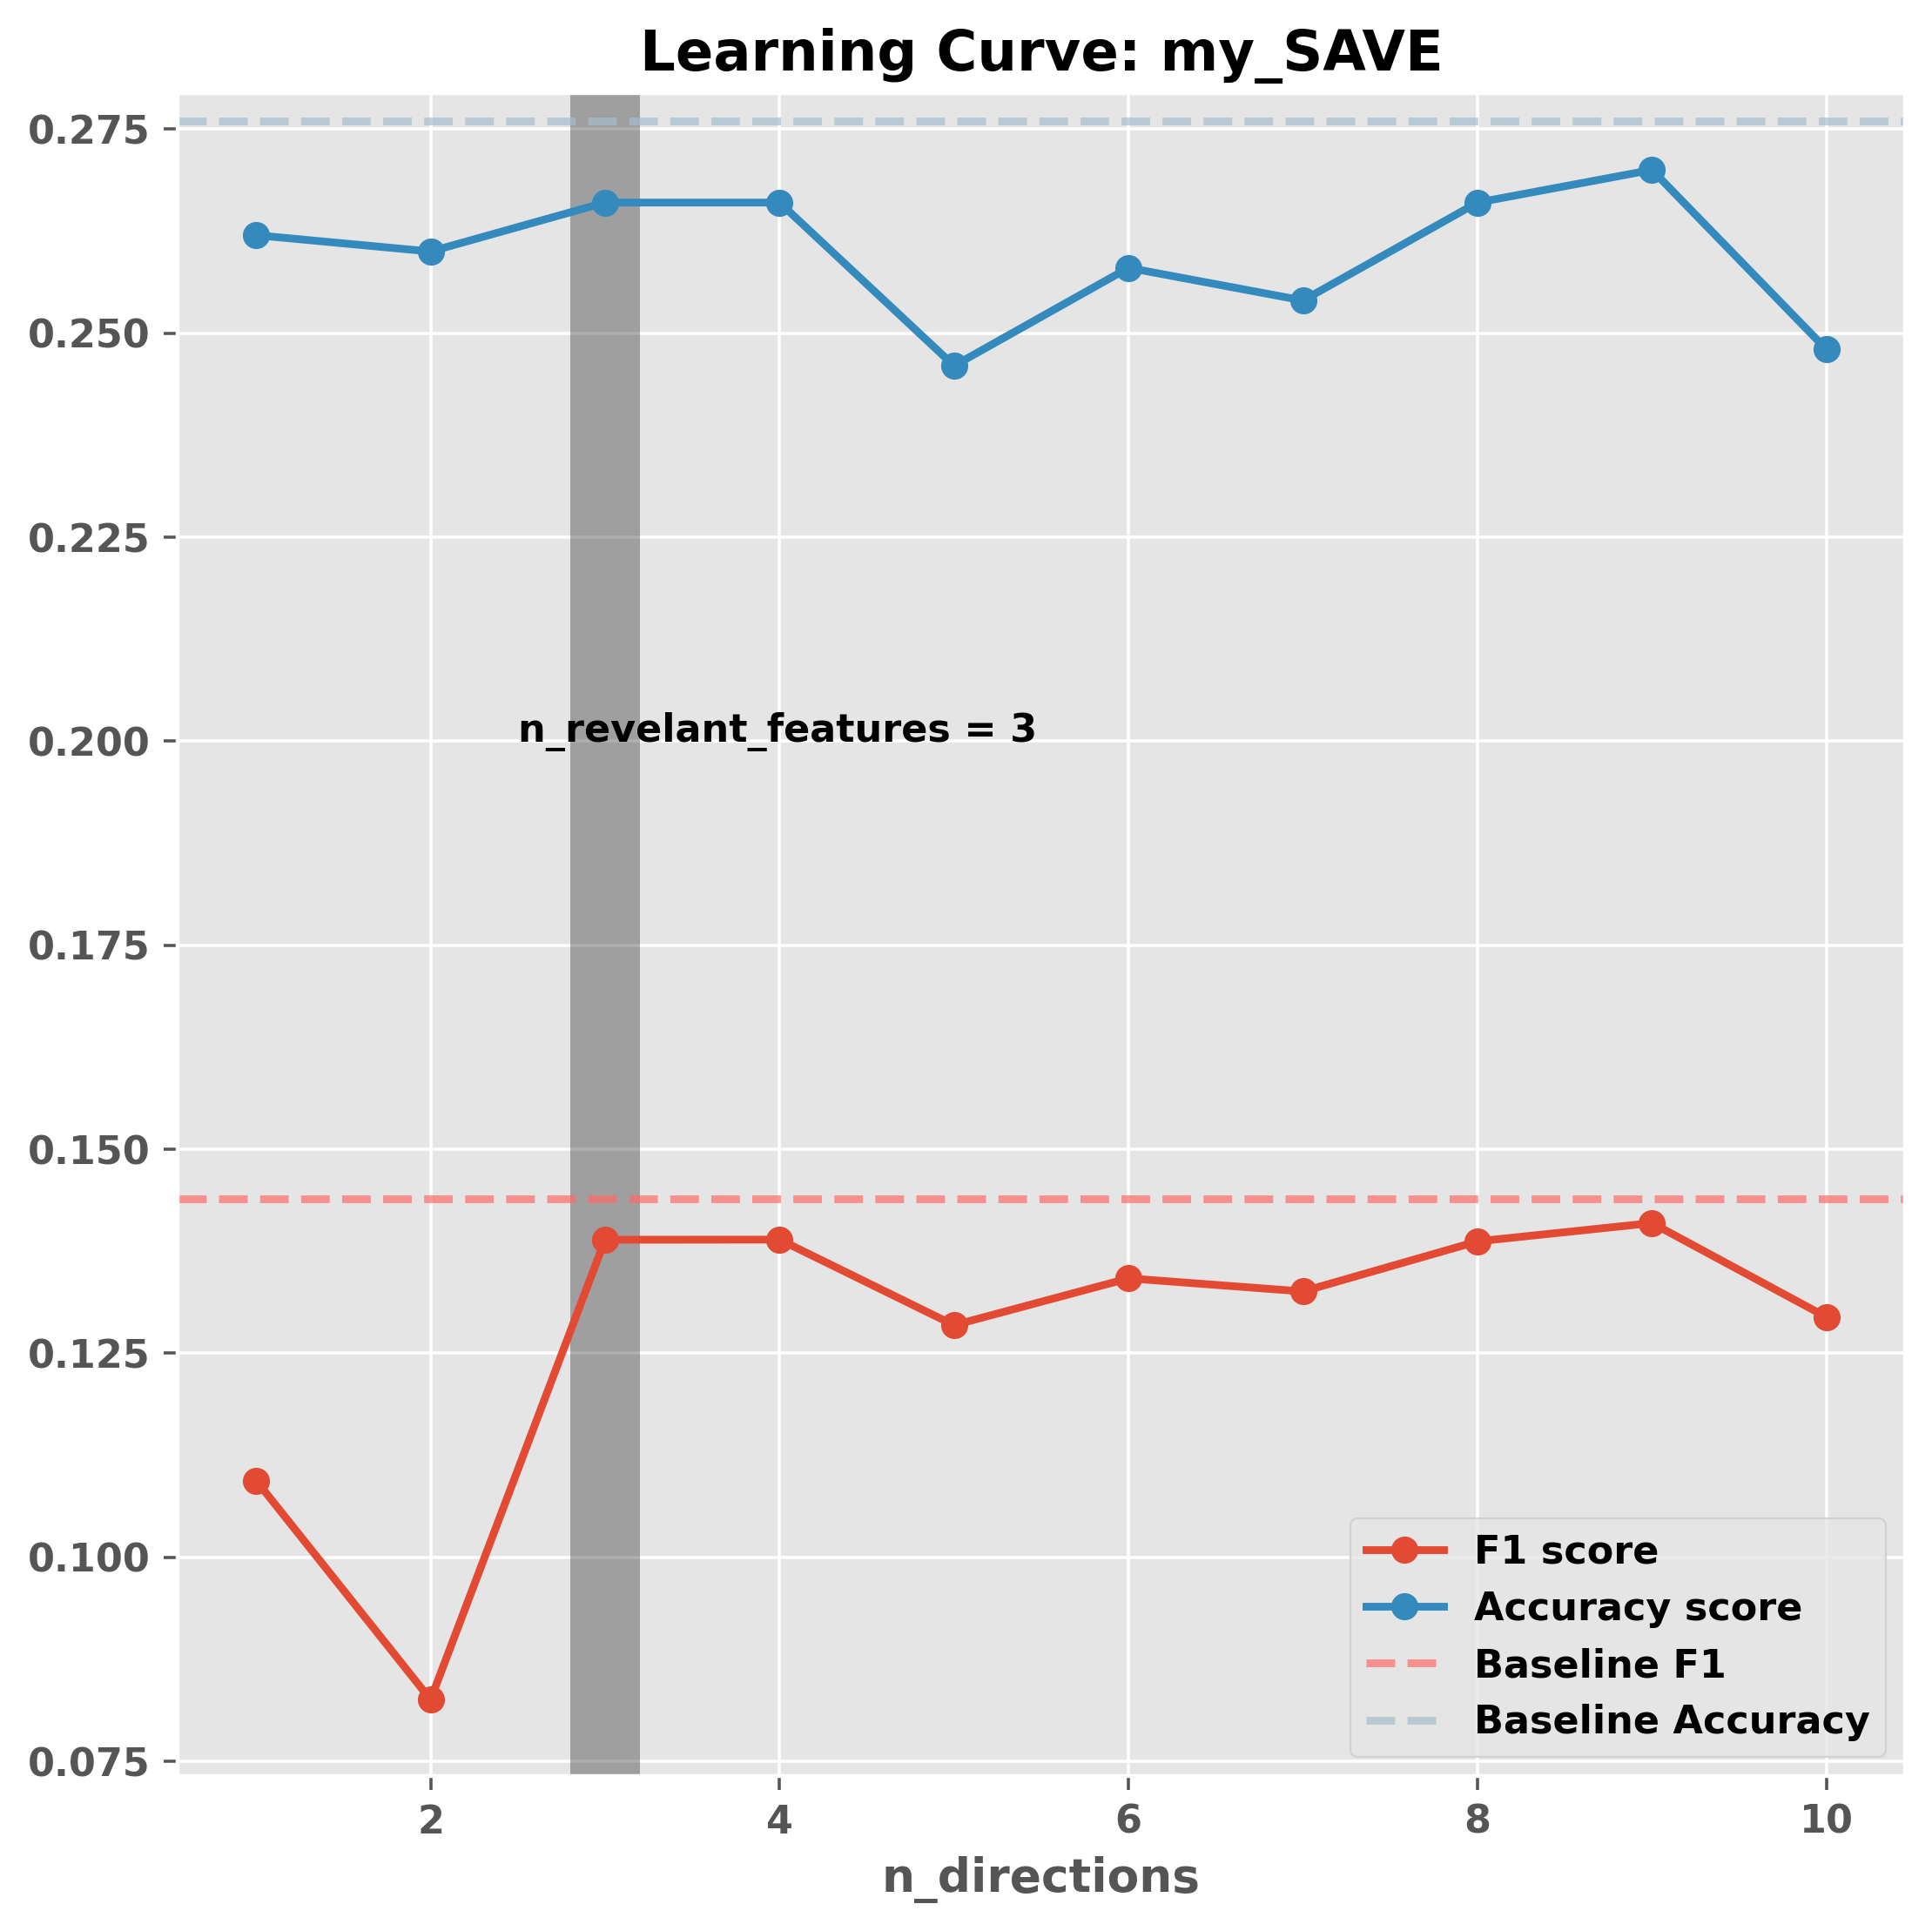 Learning Curve: my_SAVE
0.275
0.250
0.225
0.200
0.175
0.150
0.125
0.100
0.075
n_revelant_features = 3
F1 score
Accuracy score
Baseline F1
Baseline Accuracy
2 4 6 8 10
n_directions